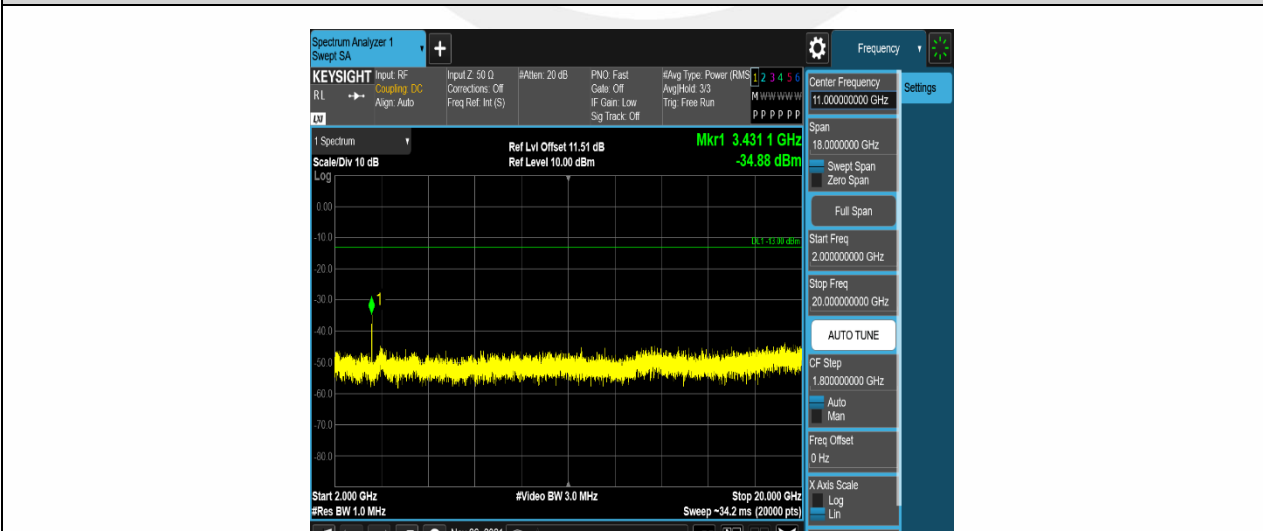 Spectrum Analyzer 1
Swept SA
Frequency
KEYSIGHT
RL
LXI
Input: RF
Coupling: DC
Align: Auto
Input Z: 50 Ω
Corrections: Off
Freq Ref: Int (S)
#Atten: 20 dB
PNO: Fast
Gate: Off
IF Gain: Low
Sig Track: Off
#Avg Type: Power (RMS
Avg|Hold: 3/3
Trig: Free Run
1 2 3 4 5 6
M W W W W W
P P P P P P
Center Frequency
11.000000000 GHz
Settings
1 Spectrum
Scale/Div 10 dB
Log
Ref Lvl Offset 11.51 dB
Ref Level 10.00 dBm
Mkr1 3.431 1 GHz
-34.88 dBm
Span
18.0000000 GHz
Swept Span
Zero Span
Full Span
0.00
-10.0
DL1 -13.00 dBm
-20.0
-30.0
1
-40.0
-50.0
-60.0
-70.0
-80.0
Start Freq
2.000000000 GHz
Stop Freq
20.000000000 GHz
AUTO TUNE
CF Step
1.800000000 GHz
Auto
Man
Freq Offset
0 Hz
X Axis Scale
Log
Lin
Start 2.000 GHz
#Res BW 1.0 MHz
#Video BW 3.0 MHz
Stop 20.000 GHz
Sweep ~34.2 ms (20000 pts)